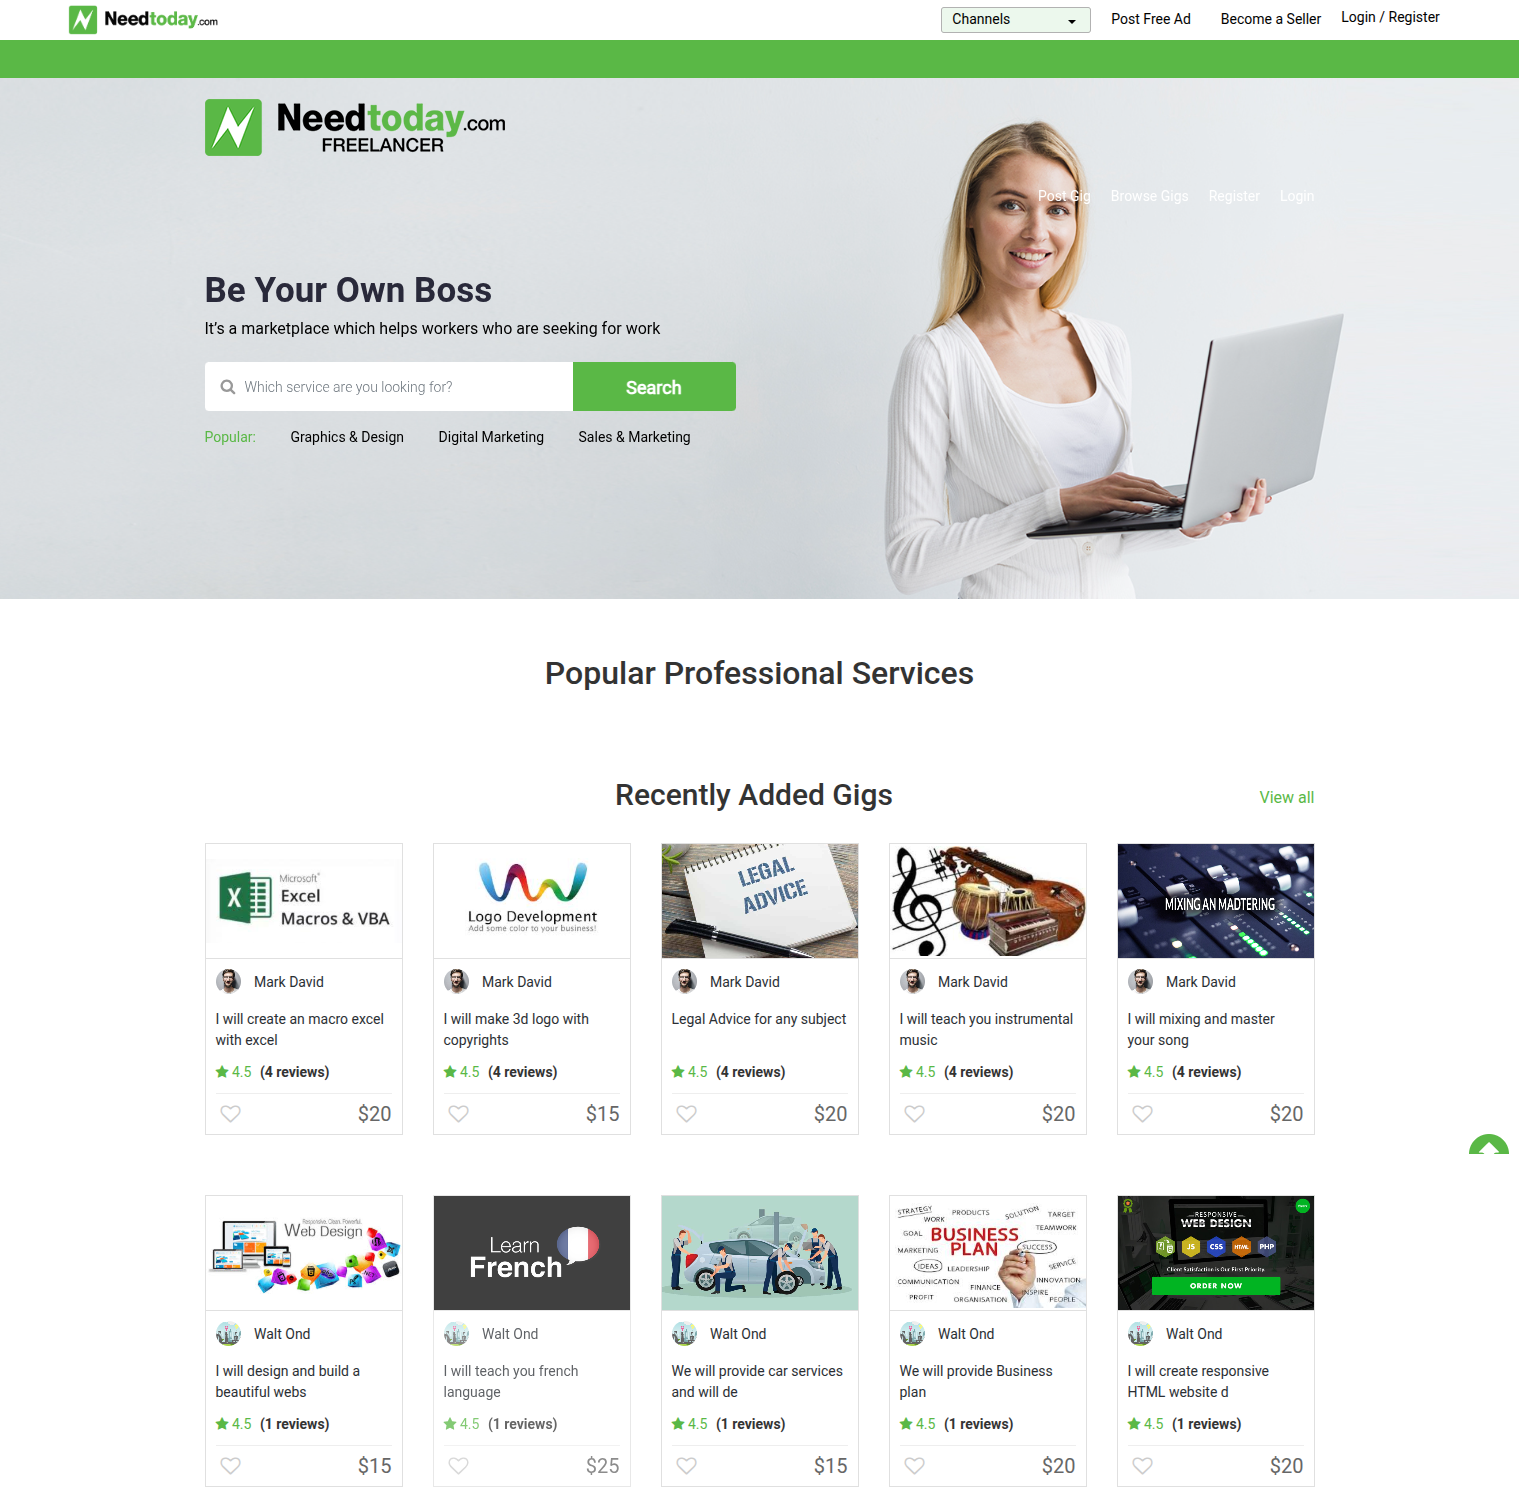 Needtoday.com
Channels
Post Free Ad
Become a Seller
Login / Register
Needtoday.com
FREELANCER
Post Gig
Browse Gigs
Register
Login
Be Your Own Boss
It's a marketplace which helps workers who are seeking for work
Which service are you looking for?
Search
Popular:
Graphics & Design
Digital Marketing
Sales & Marketing
Popular Professional Services
Recently Added Gigs
View all
Microsoft®
Excel
Macros & VBA
Mark David
I will create an macro excel
with excel
4.5 (4 reviews)
$20
Logo Development
Add some color to your business!
Mark David
I will make 3d logo with
copyrights
4.5 (4 reviews)
$15
LEGAL
ADVICE
Mark David
Legal Advice for any subject
4.5 (4 reviews)
$20
Mark David
I will teach you instrumental
music
4.5 (4 reviews)
$20
MIXING AN MADTERING
Mark David
I will mixing and master
your song
4.5 (4 reviews)
$20
Responsive. Clean. Powerful.
Web Design
Walt Ond
I will design and build a
beautiful webs
4.5 (1 reviews)
$15
Learn
French
Walt Ond
I will teach you french
language
4.5 (1 reviews)
$25
Walt Ond
We will provide car services
and will de
4.5 (1 reviews)
$15
STRATEGY
WORK
PRODUCTS
SOLUTION
TARGET
TEAMWORK
GOAL
BUSINESS
PLAN
MARKETING
SUCCESS
IDEAS
LEADERSHIP
SERVICE
COMMUNICATION
FINANCE
INNOVATION
INSPIRE
PROFIT
ORGANISATION
PEOPLE
Walt Ond
We will provide Business
plan
4.5 (1 reviews)
$20
RESPONSIVE
WEB DESIGN
JS
CSS
HTML
PHP
Client Satisfaction is Our First Priority.
ORDER NOW
Walt Ond
I will create responsive
HTML website d
4.5 (1 reviews)
$20